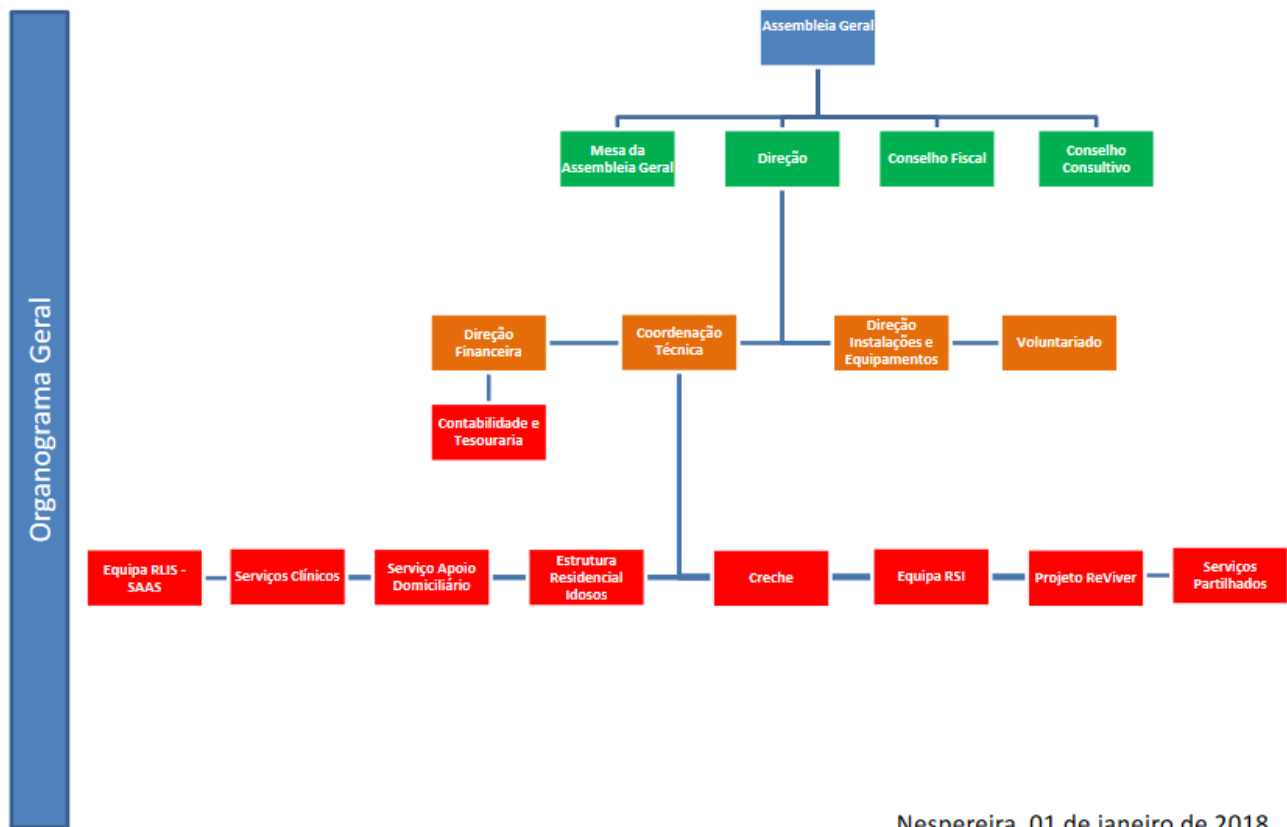 Organograma Geral
Assembleia Geral
Mesa da
Assembleia Geral
Direção
Conselho Fiscal
Conselho
Consultivo
Direção
Financeira
Coordenação
Técnica
Direção
Instalações e
Equipamentos
Voluntariado
Contabilidade e
Tesouraria
Equipa RLIS -
SAAS
Serviços Clínicos
Serviço Apoio
Domiciliário
Estrutura
Residencial
Idosos
Creche
Equipa RSI
Projeto ReViver
Serviços
Partilhados
Nespereira, 01 de janeiro de 2018